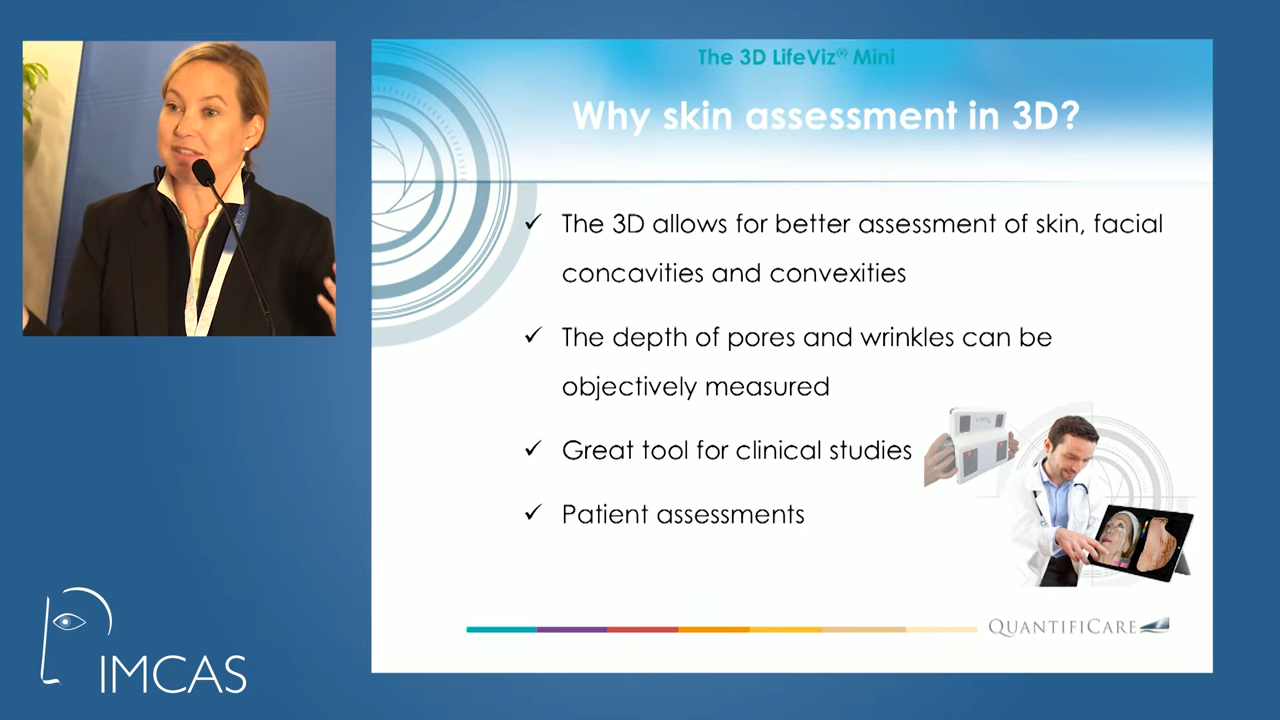 The 3D LifeViz® Mini
Why skin assessment in 3D?
✓ The 3D allows for better assessment of skin, facial
concavities and convexities
✓ The depth of pores and wrinkles can be
objectively measured
✓ Great tool for clinical studies
✓ Patient assessments
QUANTIFICARE
IMCAS